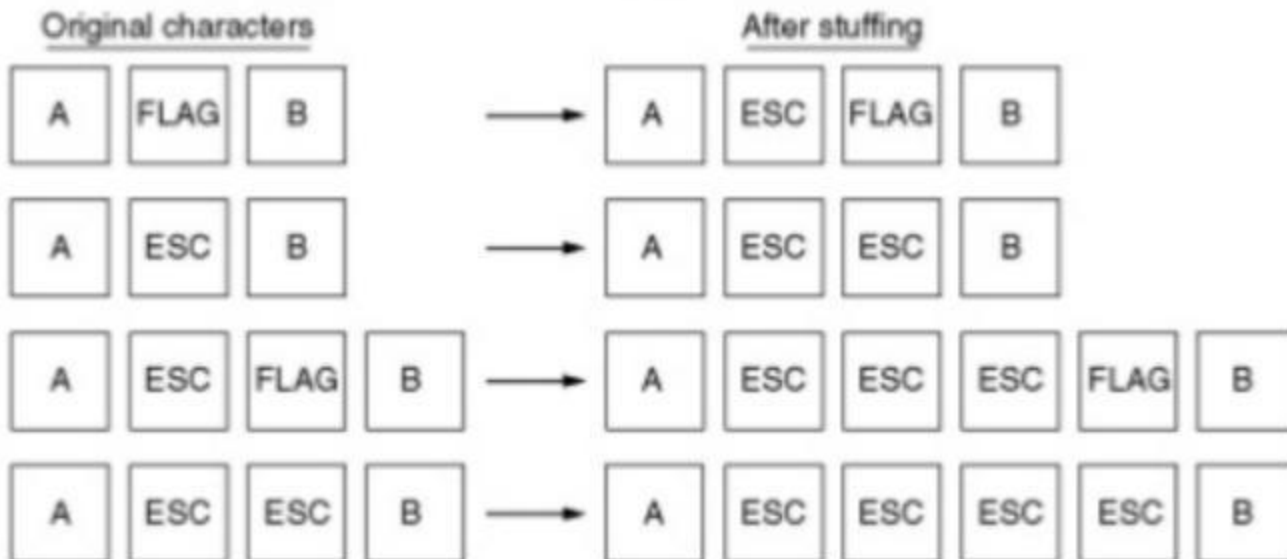 Original characters After stuffing
A FLAG B A ESC FLAG B
A ESC B A ESC ESC B
A ESC FLAG B A ESC ESC ESC FLAG B
A ESC ESC B A ESC ESC ESC ESC B